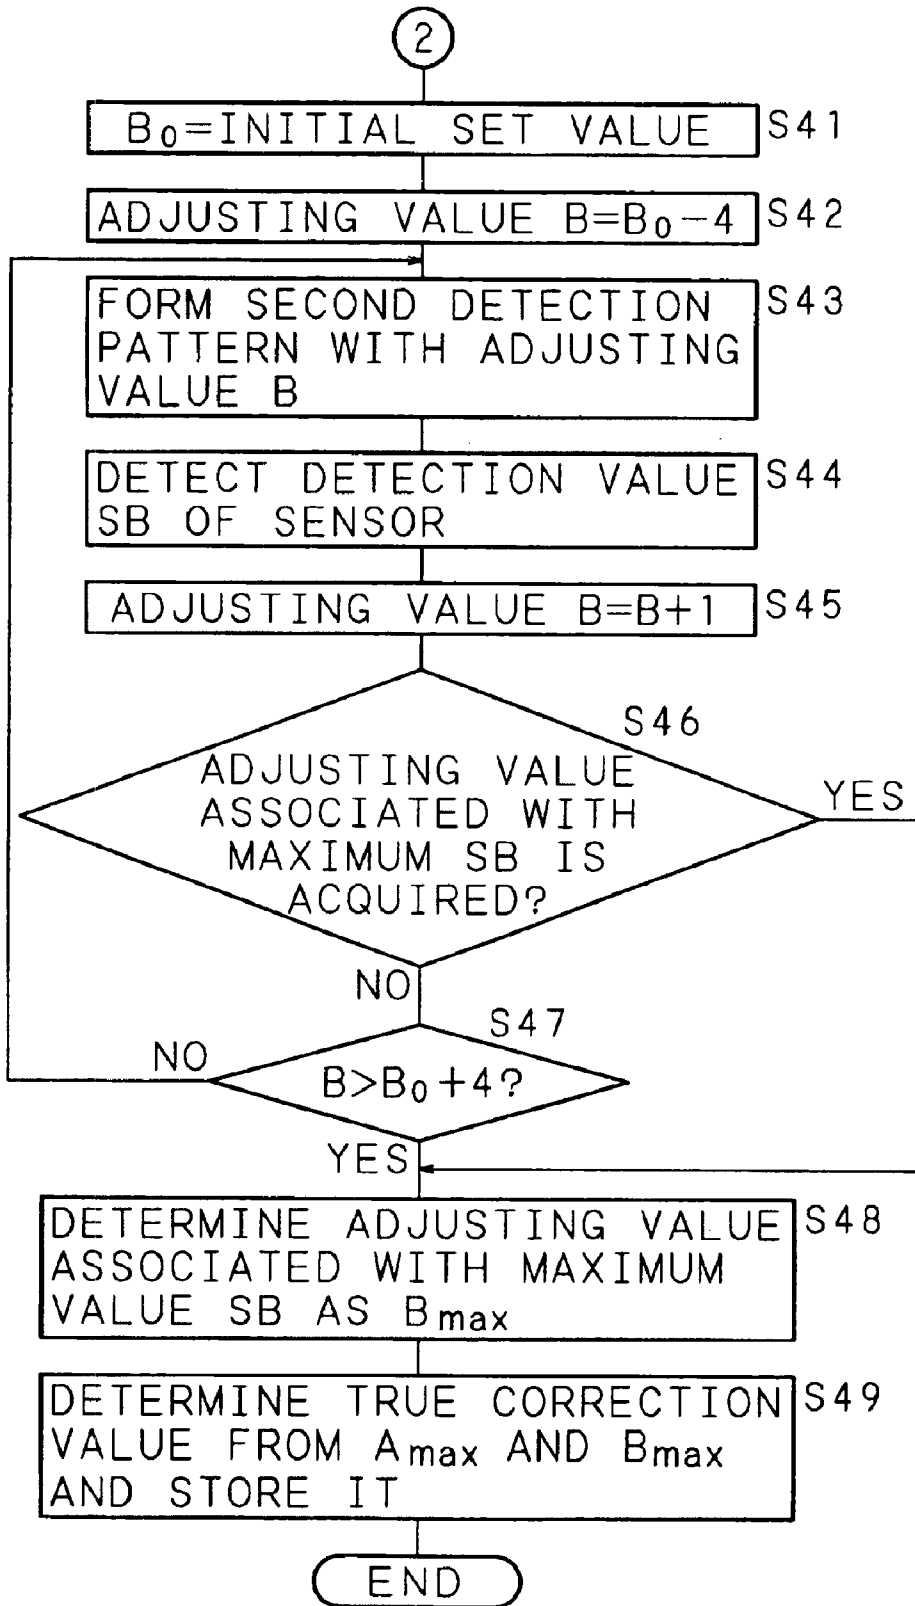 2
B₀=INITIAL SET VALUE S41
ADJUSTING VALUE B=B₀-4 S42
FORM SECOND DETECTION S43
PATTERN WITH ADJUSTING
VALUE B
DETECT DETECTION VALUE S44
SB OF SENSOR
ADJUSTING VALUE B=B+1 S45
S46
ADJUSTING VALUE
ASSOCIATED WITH
MAXIMUM SB IS
ACQUIRED?
YES
NO
S47
NO
B>B₀+4?
YES
DETERMINE ADJUSTING VALUE S48
ASSOCIATED WITH MAXIMUM
VALUE SB AS Bmax
DETERMINE TRUE CORRECTION S49
VALUE FROM Amax AND Bmax
AND STORE IT
END